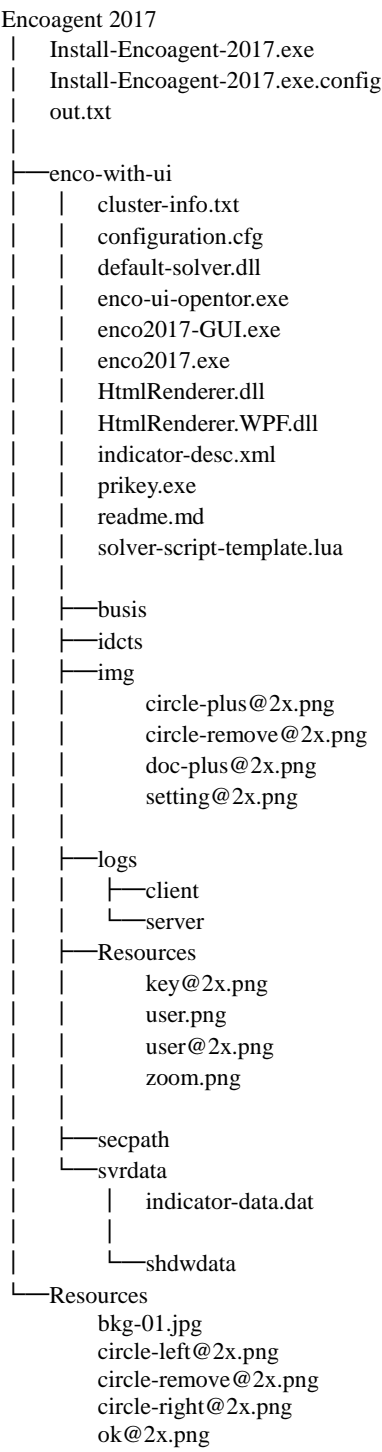 Encoagent 2017
│ Install-Encoagent-2017.exe
│ Install-Encoagent-2017.exe.config
│ out.txt
│
├──enco-with-ui
│ │ cluster-info.txt
│ │ configuration.cfg
│ │ default-solver.dll
│ │ enco-ui-opentor.exe
│ │ enco2017-GUI.exe
│ │ enco2017.exe
│ │ HtmlRenderer.dll
│ │ HtmlRenderer.WPF.dll
│ │ indicator-desc.xml
│ │ prikey.exe
│ │ readme.md
│ │ solver-script-template.lua
│ │
│ ├──busis
│ ├──idcts
│ ├──img
│ │ circle-plus@2x.png
│ │ circle-remove@2x.png
│ │ doc-plus@2x.png
│ │ setting@2x.png
│ │
│ ├──logs
│ │ ├──client
│ │ └──server
│ ├──Resources
│ │ key@2x.png
│ │ user.png
│ │ user@2x.png
│ │ zoom.png
│ │
│ ├──secpath
│ └──svrdata
│ │ indicator-data.dat
│ │
│ └──shdwdata
└──Resources
bkg-01.jpg
circle-left@2x.png
circle-remove@2x.png
circle-right@2x.png
ok@2x.png